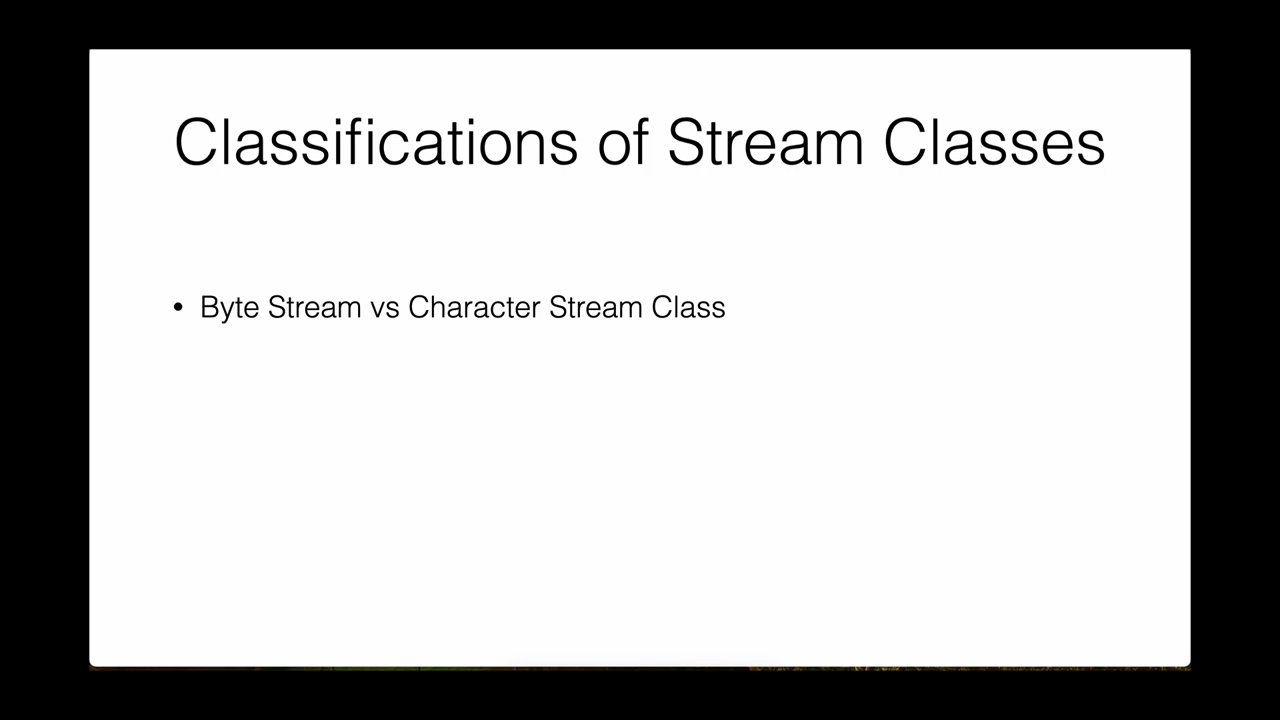 Classifications of Stream Classes
• Byte Stream vs Character Stream Class